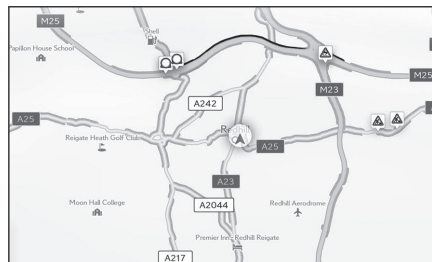 M25
Shell
Papillon House School
M25
M23
A242
A25
A25
Reigate Heath Golf Club
Redhill
A25
A23
Moon Hall College
A2044
Redhill Aerodrome
Premier Inn Redhill Reigate
A217